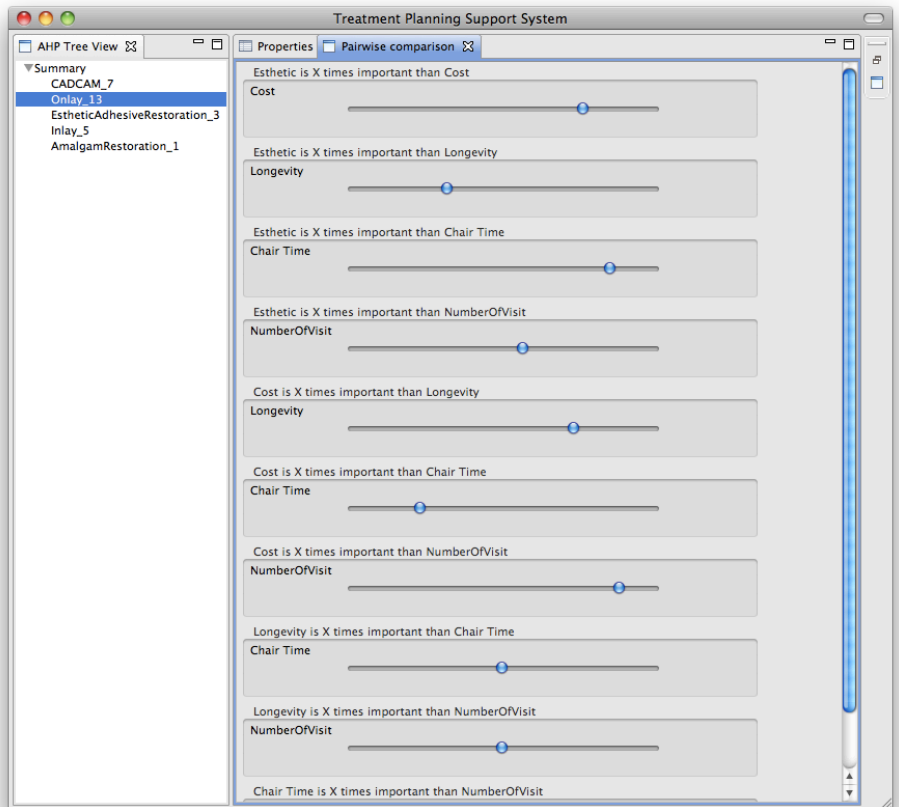 Treatment Planning Support System
AHP Tree View
Properties
Pairwise comparison
Summary
CADCAM_7
Onlay_13
EstheticAdhesiveRestoration_3
Inlay_5
AmalgamRestoration_1
Esthetic is X times important than Cost
Cost
Esthetic is X times important than Longevity
Longevity
Esthetic is X times important than Chair Time
Chair Time
Esthetic is X times important than NumberOfVisit
NumberOfVisit
Cost is X times important than Longevity
Longevity
Cost is X times important than Chair Time
Chair Time
Cost is X times important than NumberOfVisit
NumberOfVisit
Longevity is X times important than Chair Time
Chair Time
Longevity is X times important than NumberOfVisit
NumberOfVisit
Chair Time is X times important than NumberOfVisit